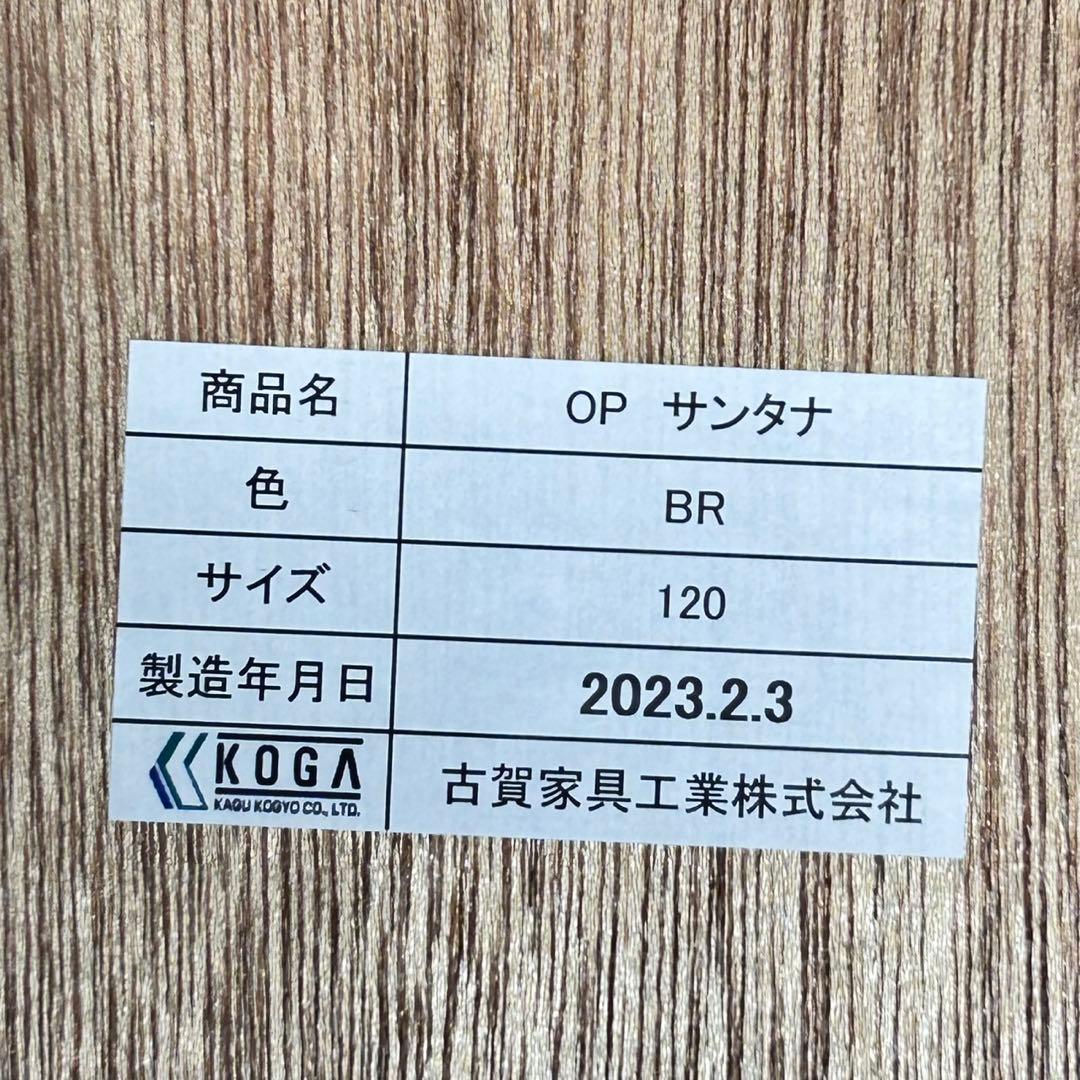 商品名 OP サンタナ
色 BR
サイズ 120
製造年月日 2023.2.3
KOGA
KAGU KOGYO CO., LTD.
古賀家具工業株式会社